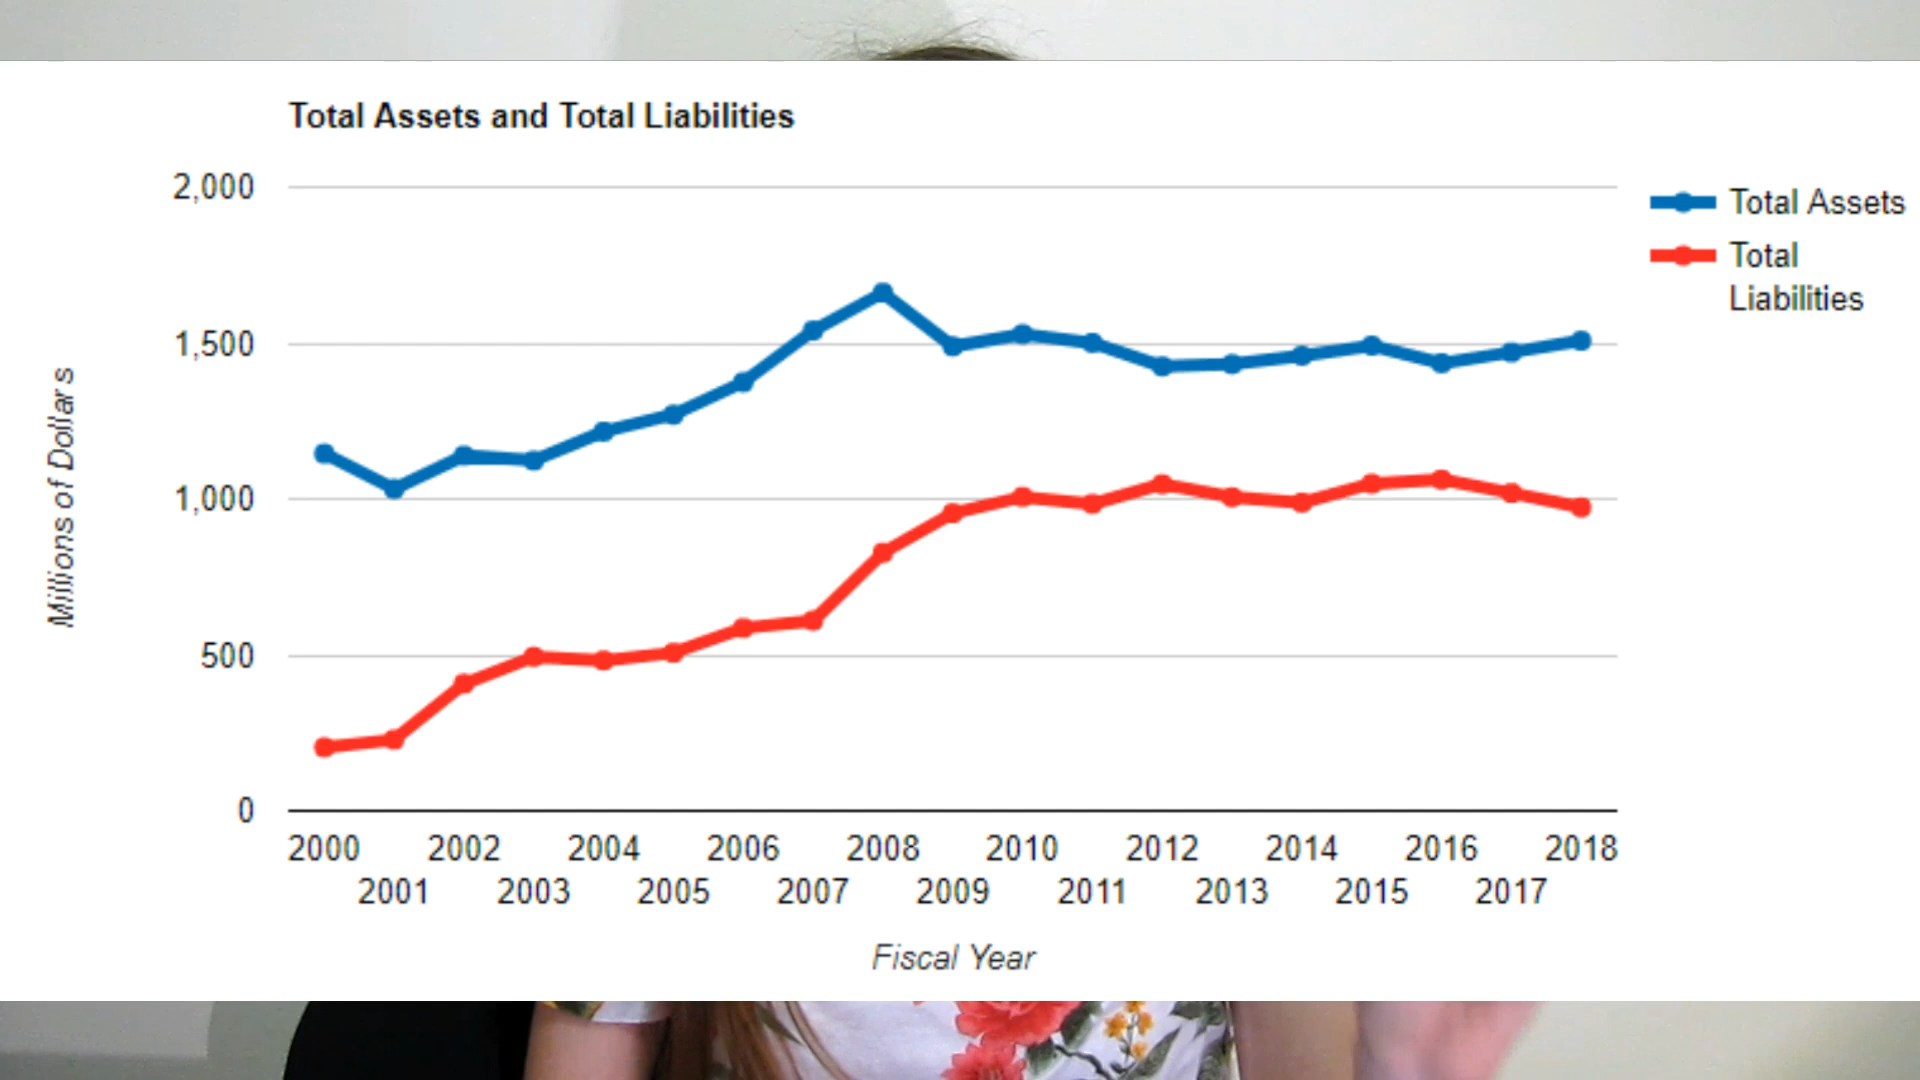 Total Assets and Total Liabilities
2,000
1,500
1,000
500
0
Millions of Dollars
Total Assets
Total
Liabilities
2000 2002 2004 2006 2008 2010 2012 2014 2016 2018
2001 2003 2005 2007 2009 2011 2013 2015 2017
Fiscal Year